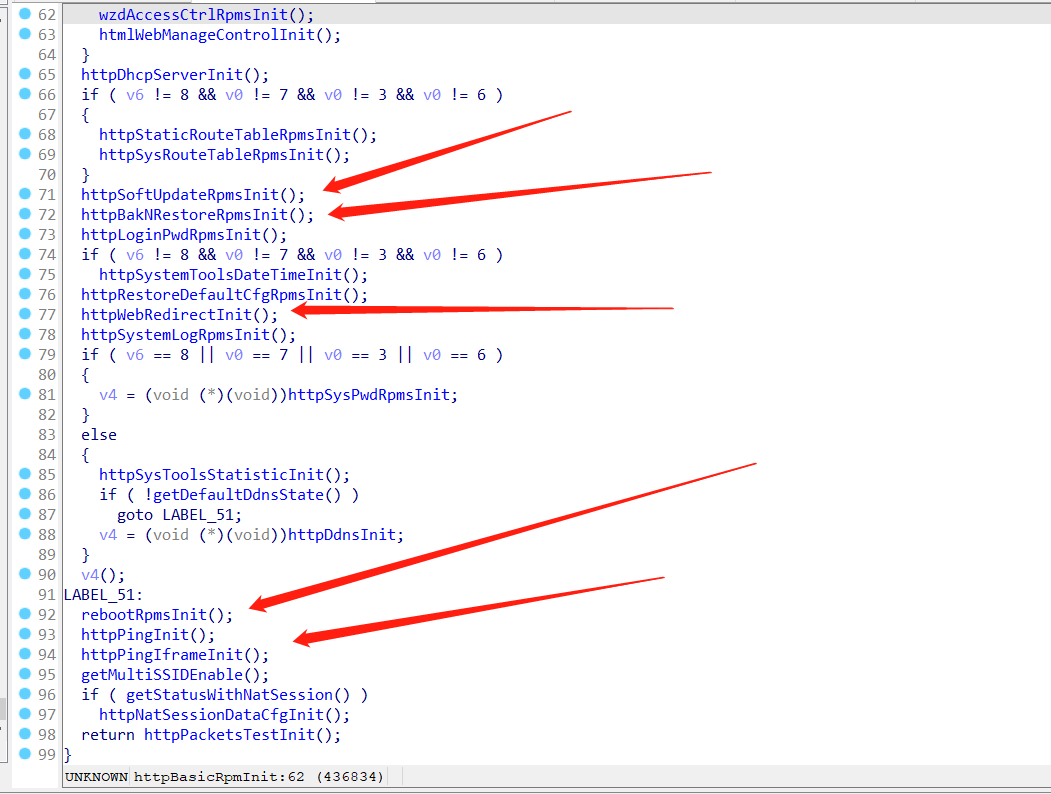 62 wzdAccessCtrlRpmsInit();
63 htmlWebManageControlInit();
64 }
65 httpDhcpServerInit();
66 if ( v6 != 8 && v0 != 7 && v0 != 3 && v0 != 6 )
67 {
68 httpStaticRouteTableRpmsInit();
69 httpSysRouteTableRpmsInit();
70 }
71 httpSoftUpdateRpmsInit();
72 httpBakNRestoreRpmsInit();
73 httpLoginPwdRpmsInit();
74 if ( v6 != 8 && v0 != 7 && v0 != 3 && v0 != 6 )
75 httpSystemToolsDateTimeInit();
76 httpRestoreDefaultCfgRpmsInit();
77 httpWebRedirectInit();
78 httpSystemLogRpmsInit();
79 if ( v6 == 8 || v0 == 7 || v0 == 3 || v0 == 6 )
80 {
81 v4 = (void (*)(void))httpSysPwdRpmsInit;
82 }
83 else
84 {
85 httpSysToolsStatisticInit();
86 if ( !getDefaultDdnsState() )
87 goto LABEL_51;
88 v4 = (void (*)(void))httpDdnsInit;
89 }
90 v4();
91 LABEL_51:
92 rebootRpmsInit();
93 httpPingInit();
94 httpPingIframeInit();
95 getMultiSSIDEnable();
96 if ( getStatusWithNatSession() )
97 httpNatSessionDataCfgInit();
98 return httpPacketsTestInit();
99 }
UNKNOWN httpBasicRpmInit:62 (436834)